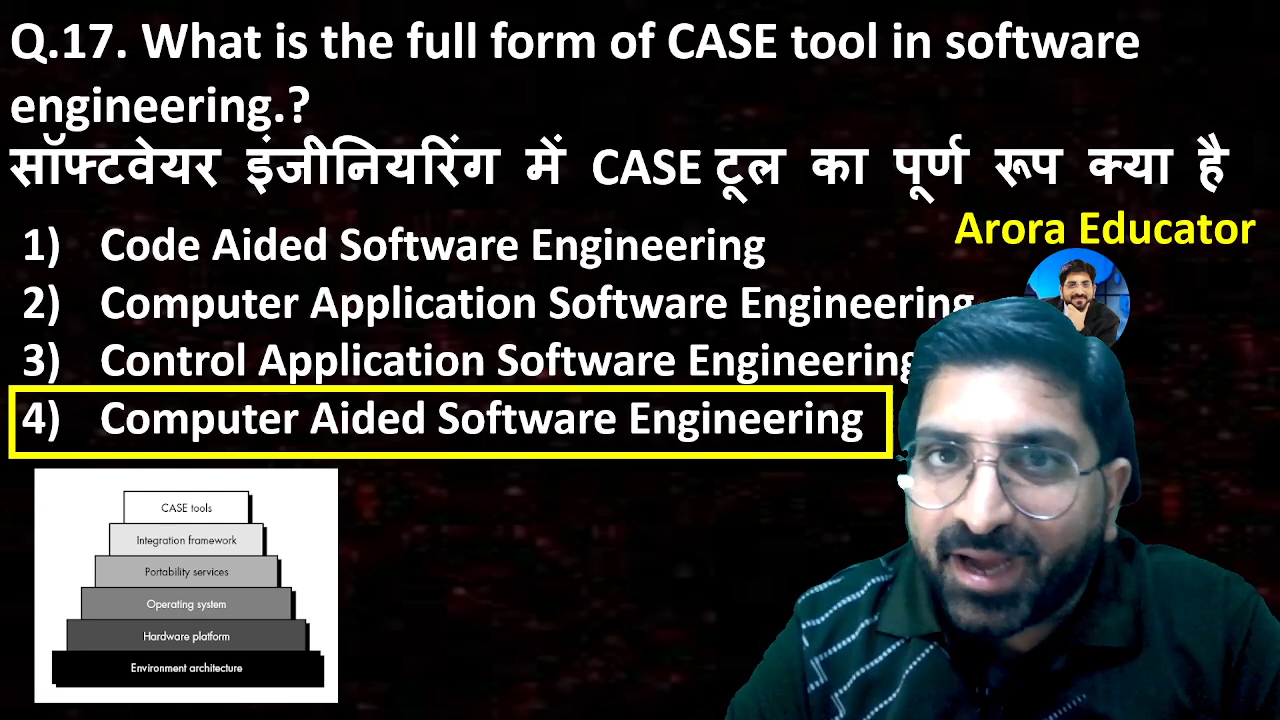 Q.17. What is the full form of CASE tool in software
engineering.?
सॉफ्टवेयर इंजीनियरिंग में CASE टूल का पूर्ण रूप क्या है
Arora Educator
1) Code Aided Software Engineering
2) Computer Application Software Engineering
3) Control Application Software Engineering
4) Computer Aided Software Engineering
CASE tools
Integration framework
Portability services
Operating system
Hardware platform
Environment architecture